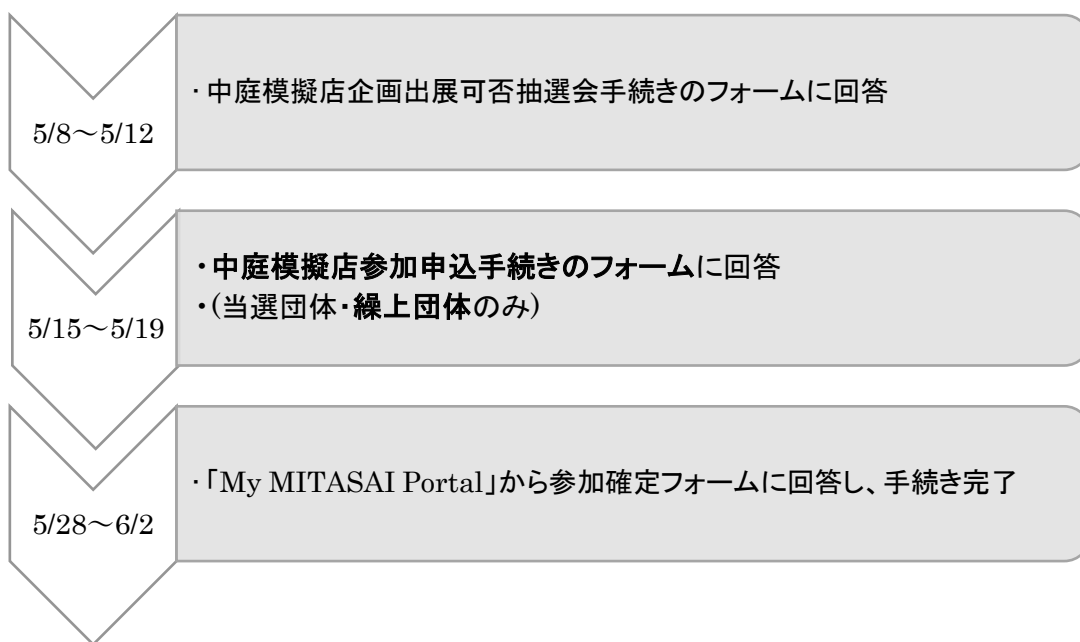 5/8～5/12
・中庭模擬店企画出展可否抽選会手続きのフォームに回答
5/15～5/19
・中庭模擬店参加申込手続きのフォームに回答
・(当選団体・繰上団体のみ)
5/28～6/2
・「My MITASAI Portal」から参加確定フォームに回答し、手続き完了